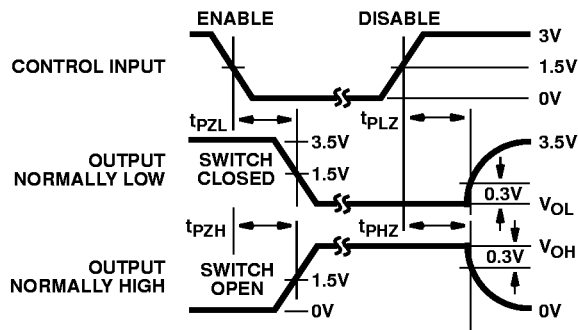 ENABLE DISABLE
3V
CONTROL INPUT 1.5V
0V
tPZL tPLZ
3.5V 3.5V
OUTPUT
NORMALLY LOW
SWITCH
CLOSED
1.5V
0.3V
VOL
tPZH tPHZ
VOH
OUTPUT
NORMALLY HIGH
SWITCH
OPEN
0.3V
1.5V
0V 0V